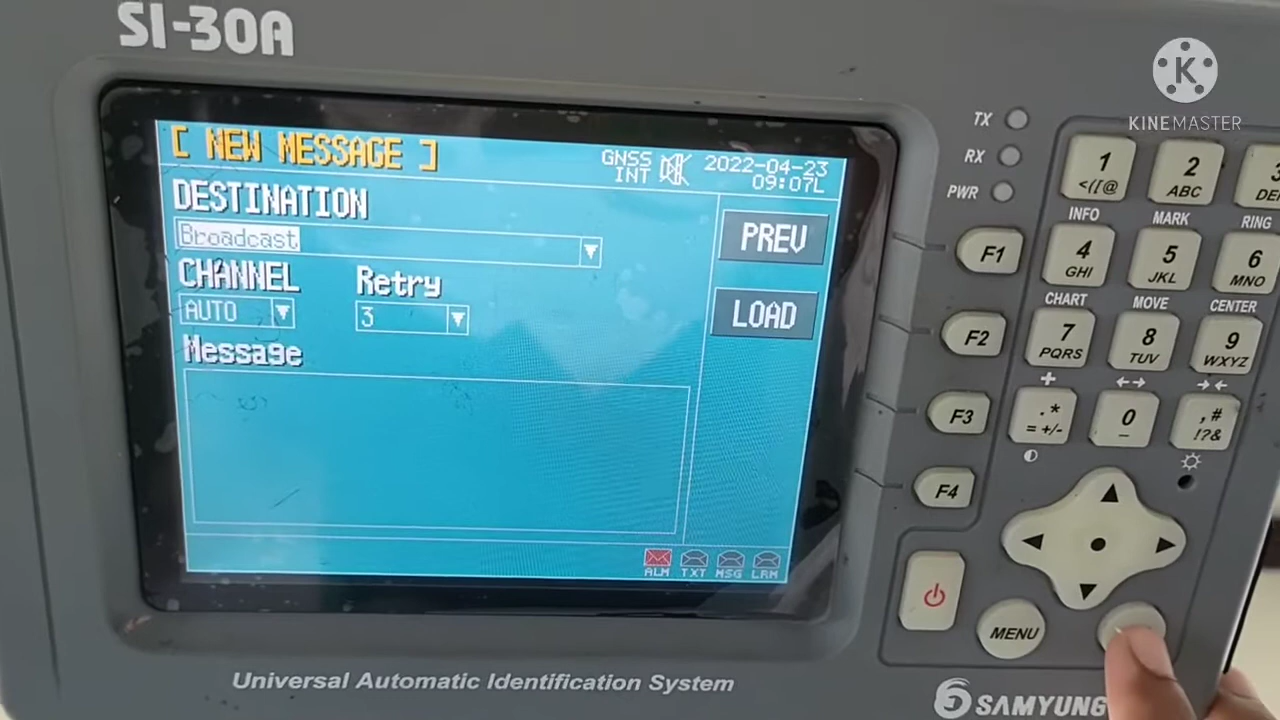 SI-30A
KINEMASTER
[ NEW MESSAGE ]
GNSS
INT
2022-04-23
09:07L
DESTINATION
Broadcast
CHANNEL Retry
AUTO 3
Message
PREV
LOAD
ALM TXT MSG LRM
TX
RX
PWR
F1
F2
F3
F4
1
<([@
2
ABC
3
INFO MARK RING
4
GHI
5
JKL
6
MNO
CHART MOVE CENTER
7
PQRS
8
TUV
9
WXYZ
.*
= +/-
0
_
,#
!?&
MENU
Universal Automatic Identification System
SAMYUNG